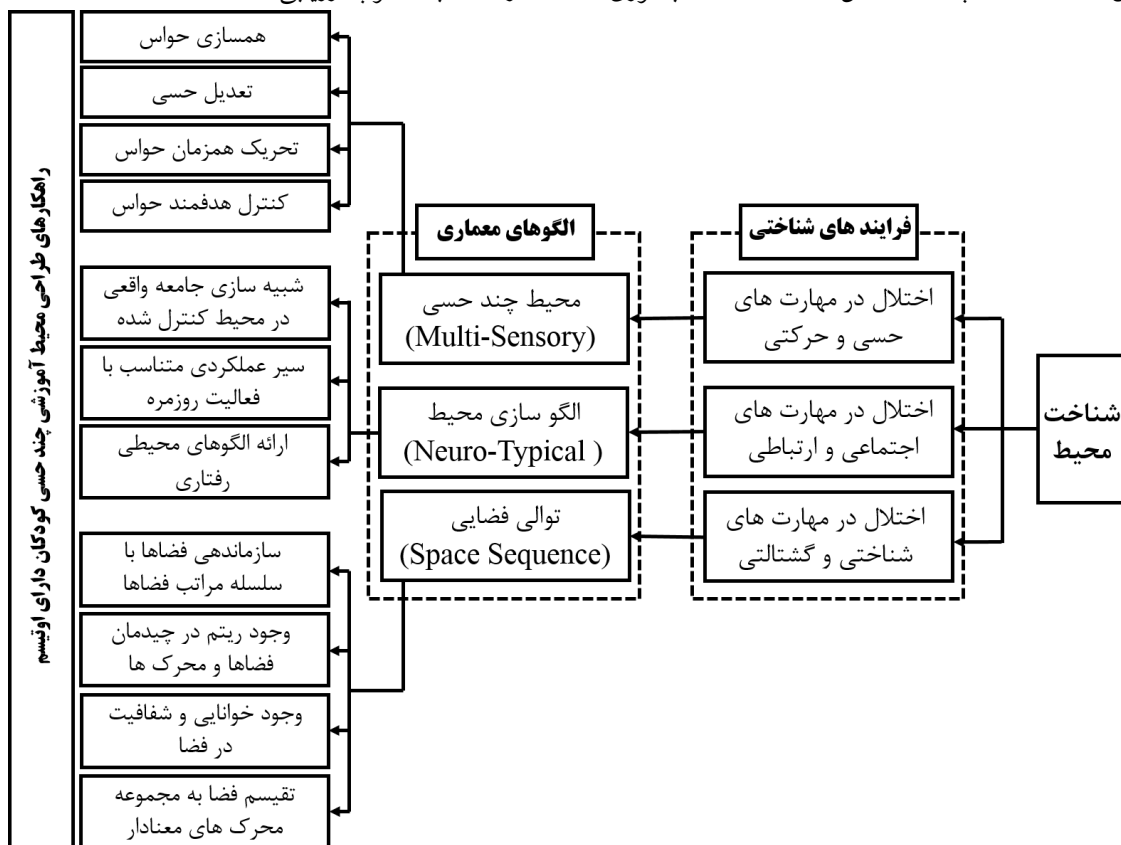 شناخت
محیط
فرایند های شناختی
اختلال در مهارت های
حسی و حرکتی
اختلال در مهارت های
اجتماعی و ارتباطی
اختلال در مهارت های
شناختی و گشتالتی
الگوهای معماری
محیط چند حسی
(Multi-Sensory)
الگو سازی محیط
(Neuro-Typical )
توالی فضایی
(Space Sequence)
همسازی حواس
تعدیل حسی
تحریک همزمان حواس
کنترل هدفمند حواس
شبیه سازی جامعه واقعی
در محیط کنترل شده
سیر عملکردی متناسب با
فعالیت روزمره
ارائه الگوهای محیطی
رفتاری
سازماندهی فضاها با
سلسله مراتب فضاها
وجود ریتم در چیدمان
فضاها و محرک ها
وجود خوانایی و شفافیت
در فضا
تقیسم فضا به مجموعه
محرک های معنادار
راهکارهای طراحی محیط آموزشی چند حسی کودکان دارای اوتیسم